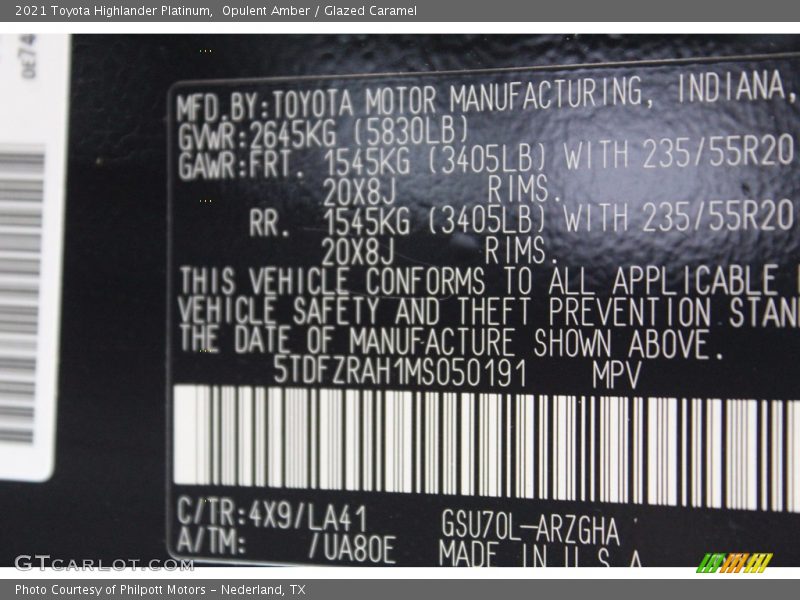 2021 Toyota Highlander Platinum,  Opulent Amber / Glazed Caramel
MFD.BY:TOYOTA MOTOR MANUFACTURING, INDIANA,
GVWR:2645KG (5830LB)
GAWR:FRT. 1545KG (3405LB) WITH 235/55R20
20X8J RIMS.
RR. 1545KG (3405LB) WITH 235/55R20
20X8J RIMS.
THIS VEHICLE CONFORMS TO ALL APPLICABLE
VEHICLE SAFETY AND THEFT PREVENTION STAN
THE DATE OF MANUFACTURE SHOWN ABOVE.
5TDFZRAH1MS050191 MPV
C/TR:4X9/LA41 GSU70L-ARZGHA
A/TM: /UA80E MADE IN U.S.A.
GTCARLOT.COM
Photo Courtesy of Philpott Motors - Nederland, TX